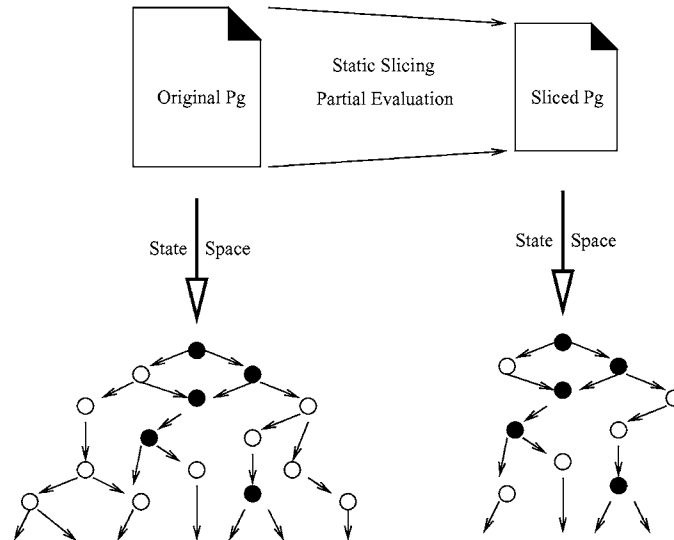 Static Slicing
Partial Evaluation
Original Pg
Sliced Pg
State Space
State Space